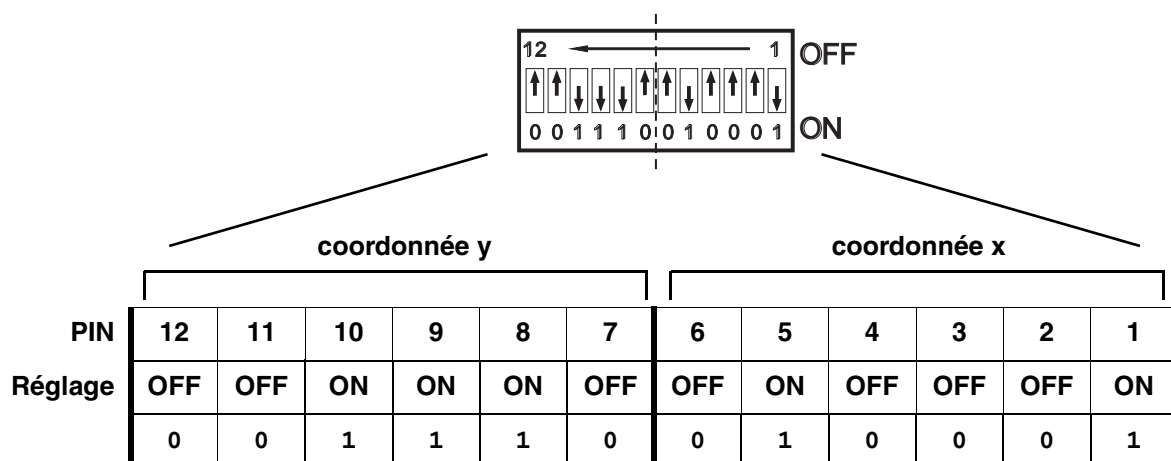 12 1 OFF
0 0 1 1 1 0 0 1 0 0 0 1 ON
coordonnée y coordonnée x
PIN 12 11 10 9 8 7 6 5 4 3 2 1
Réglage OFF OFF ON ON ON OFF OFF ON OFF OFF OFF ON
0 0 1 1 1 0 0 1 0 0 0 1